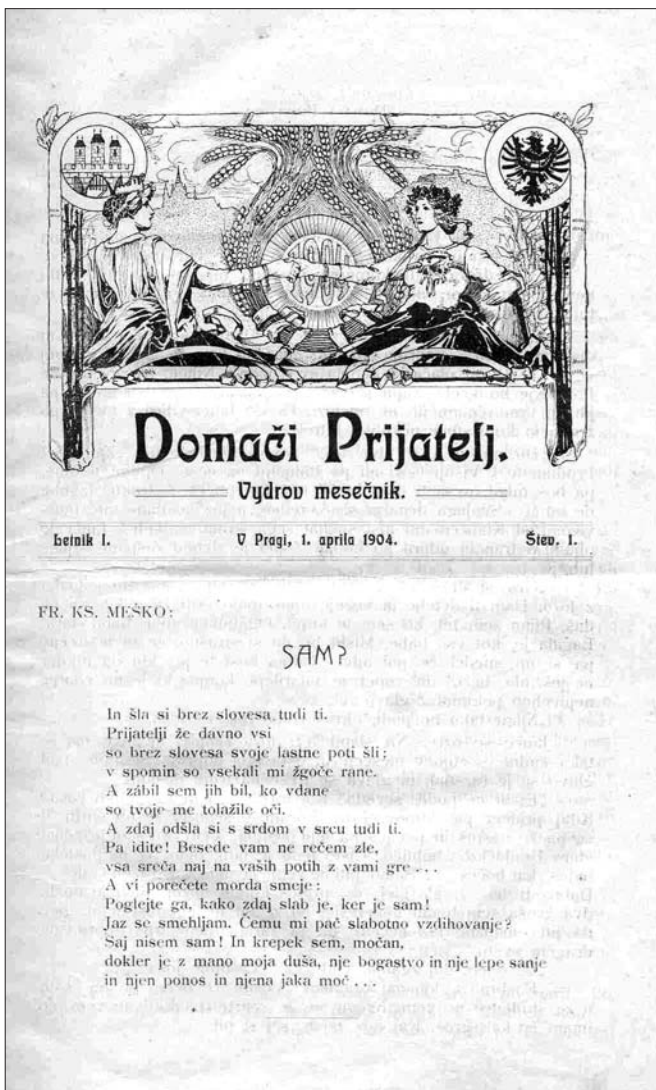 1904
Domači Prijatelj.
Vydrov mesečnik.
Letnik I. V Pragi, 1. aprila 1904. Štev. 1.
FR. KS. MEŠKO:
SAM?
In šla si brez slovesa tudi ti.
Prijatelji že davno vsi
so brez slovesa svoje lastne poti šli;
v spomin so vsekali mi žgoče rane.
A zábil sem jih bil, ko vdane
so tvoje me tolažile oči.
A zdaj odšla si s srdom v srcu tudi ti.
Pa idite! Besede vam ne rečem zle,
vsa sreča naj na vaših potih z vami gre . . .
A vi porečete morda smeje:
Poglejte ga, kako zdaj slab je, ker je sam!
Jaz se smehljam. Čemu mi pač slabotno vzdihovanje?
Saj nisem sam! In krepek sem, močan,
dokler je z mano moja duša, nje bogastvo in nje lepe sanje
in njen ponos in njena jaka moč . . .